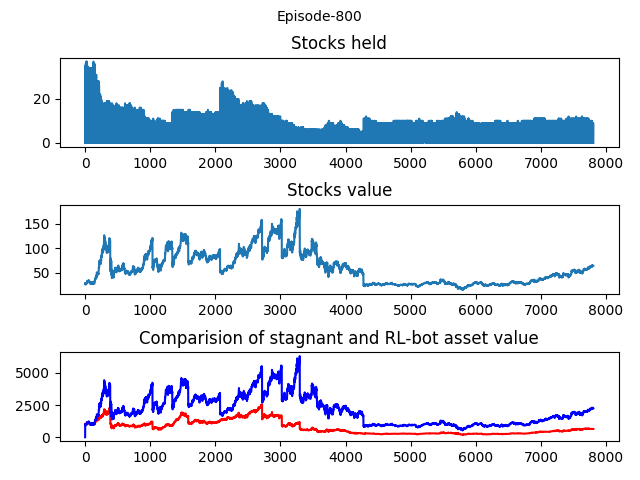 Episode-800
Stocks held
20
0
0 1000 2000 3000 4000 5000 6000 7000 8000
Stocks value
150
100
50
0 1000 2000 3000 4000 5000 6000 7000 8000
Comparision of stagnant and RL-bot asset value
5000
2500
0
0 1000 2000 3000 4000 5000 6000 7000 8000